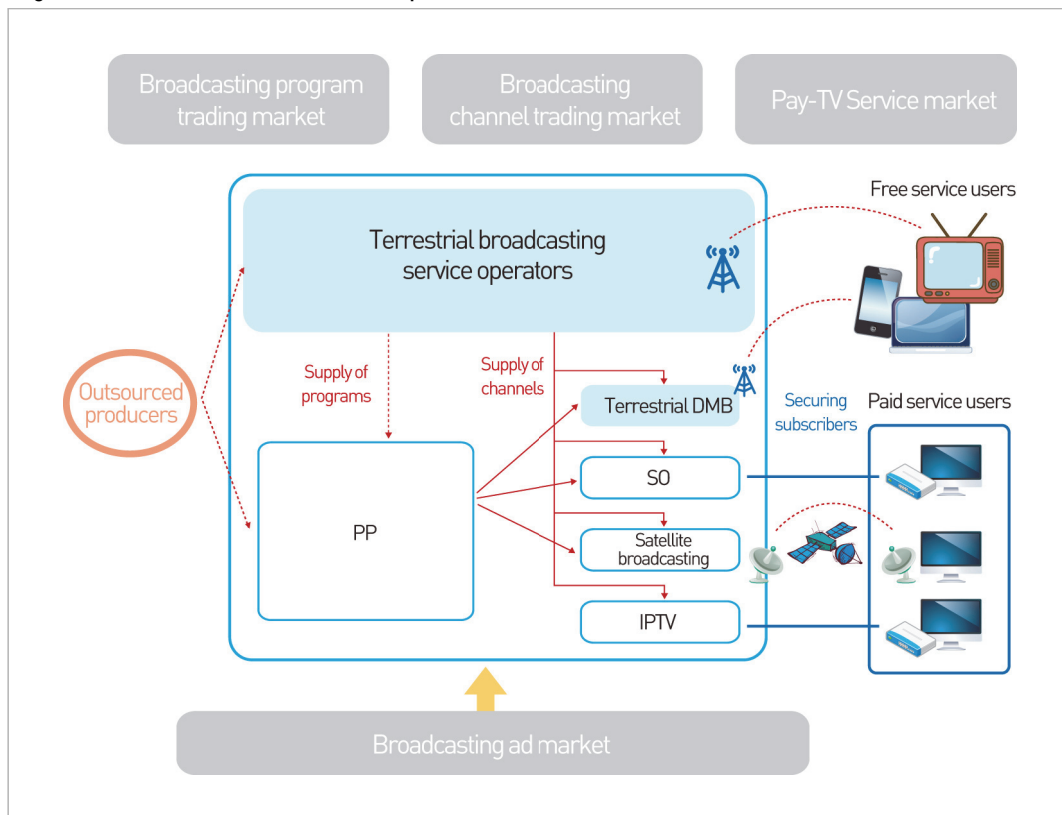 Broadcasting program
trading market
Broadcasting
channel trading market
Pay-TV Service market
Free service users
Terrestrial broadcasting
service operators
Supply of
programs
Supply of
channels
Outsourced
producers
Terrestrial DMB
Securing
subscribers
Paid service users
SO
PP
Satellite
broadcasting
IPTV
Broadcasting ad market